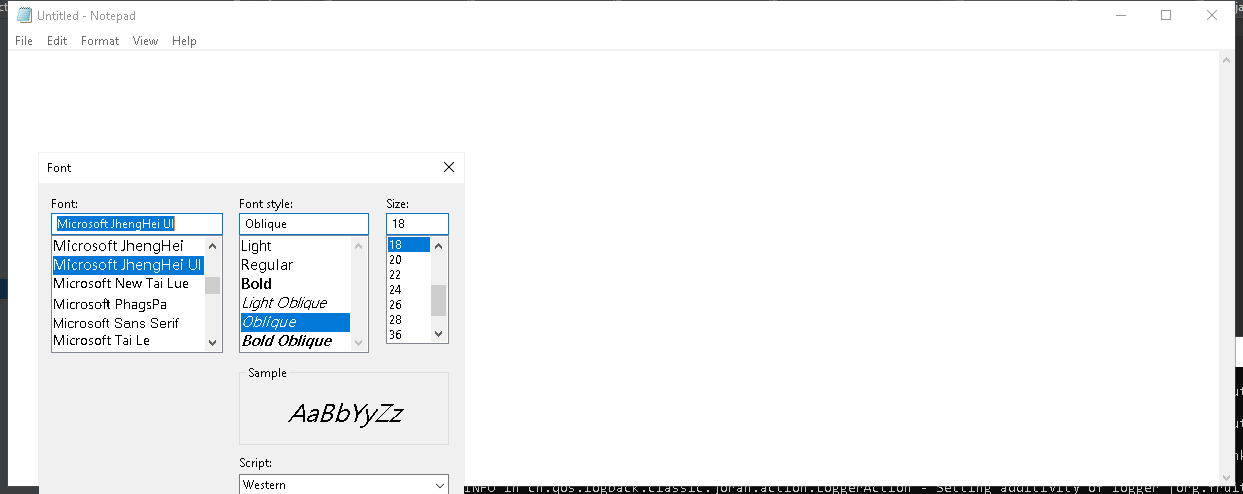 Untitled - Notepad
File Edit Format View Help
Font
Font: Font style: Size:
Microsoft JhengHei UI Oblique 18
Microsoft JhengHei Light 18
Microsoft JhengHei UI Regular 20
Microsoft New Tai Lue Bold 22
Microsoft PhagsPa Light Oblique 24
Microsoft Sans Serif Oblique 26
Microsoft Tai Le Bold Oblique 28
36
Sample
AaBbYyZz
Script:
Western
INFO in ch.qos.logback.classic.joran.action.LoggerAction - Setting additivity of logger